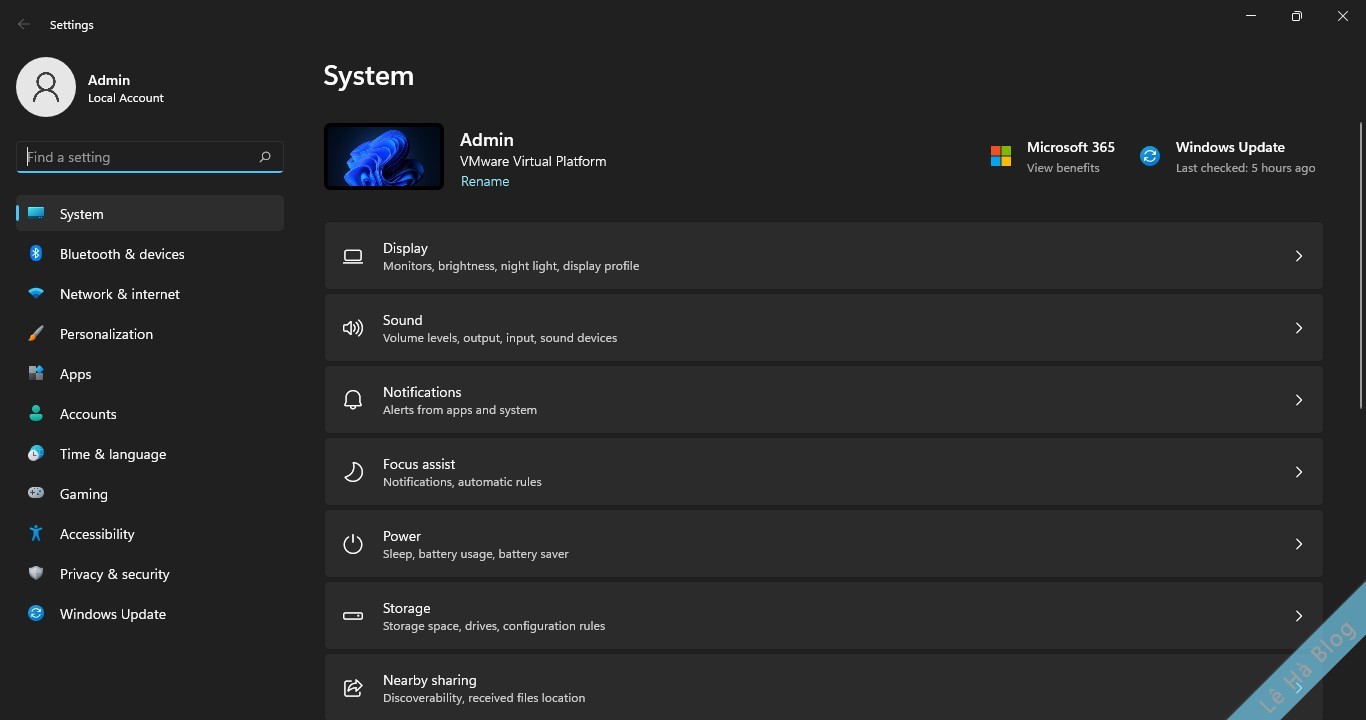 Settings
Admin
Local Account
Find a setting
System
Bluetooth & devices
Network & internet
Personalization
Apps
Accounts
Time & language
Gaming
Accessibility
Privacy & security
Windows Update
System
Admin
VMware Virtual Platform
Rename
Microsoft 365
View benefits
Windows Update
Last checked: 5 hours ago
Display
Monitors, brightness, night light, display profile
Sound
Volume levels, output, input, sound devices
Notifications
Alerts from apps and system
Focus assist
Notifications, automatic rules
Power
Sleep, battery usage, battery saver
Storage
Storage space, drives, configuration rules
Nearby sharing
Discoverability, received files location
Lê Hà Blog